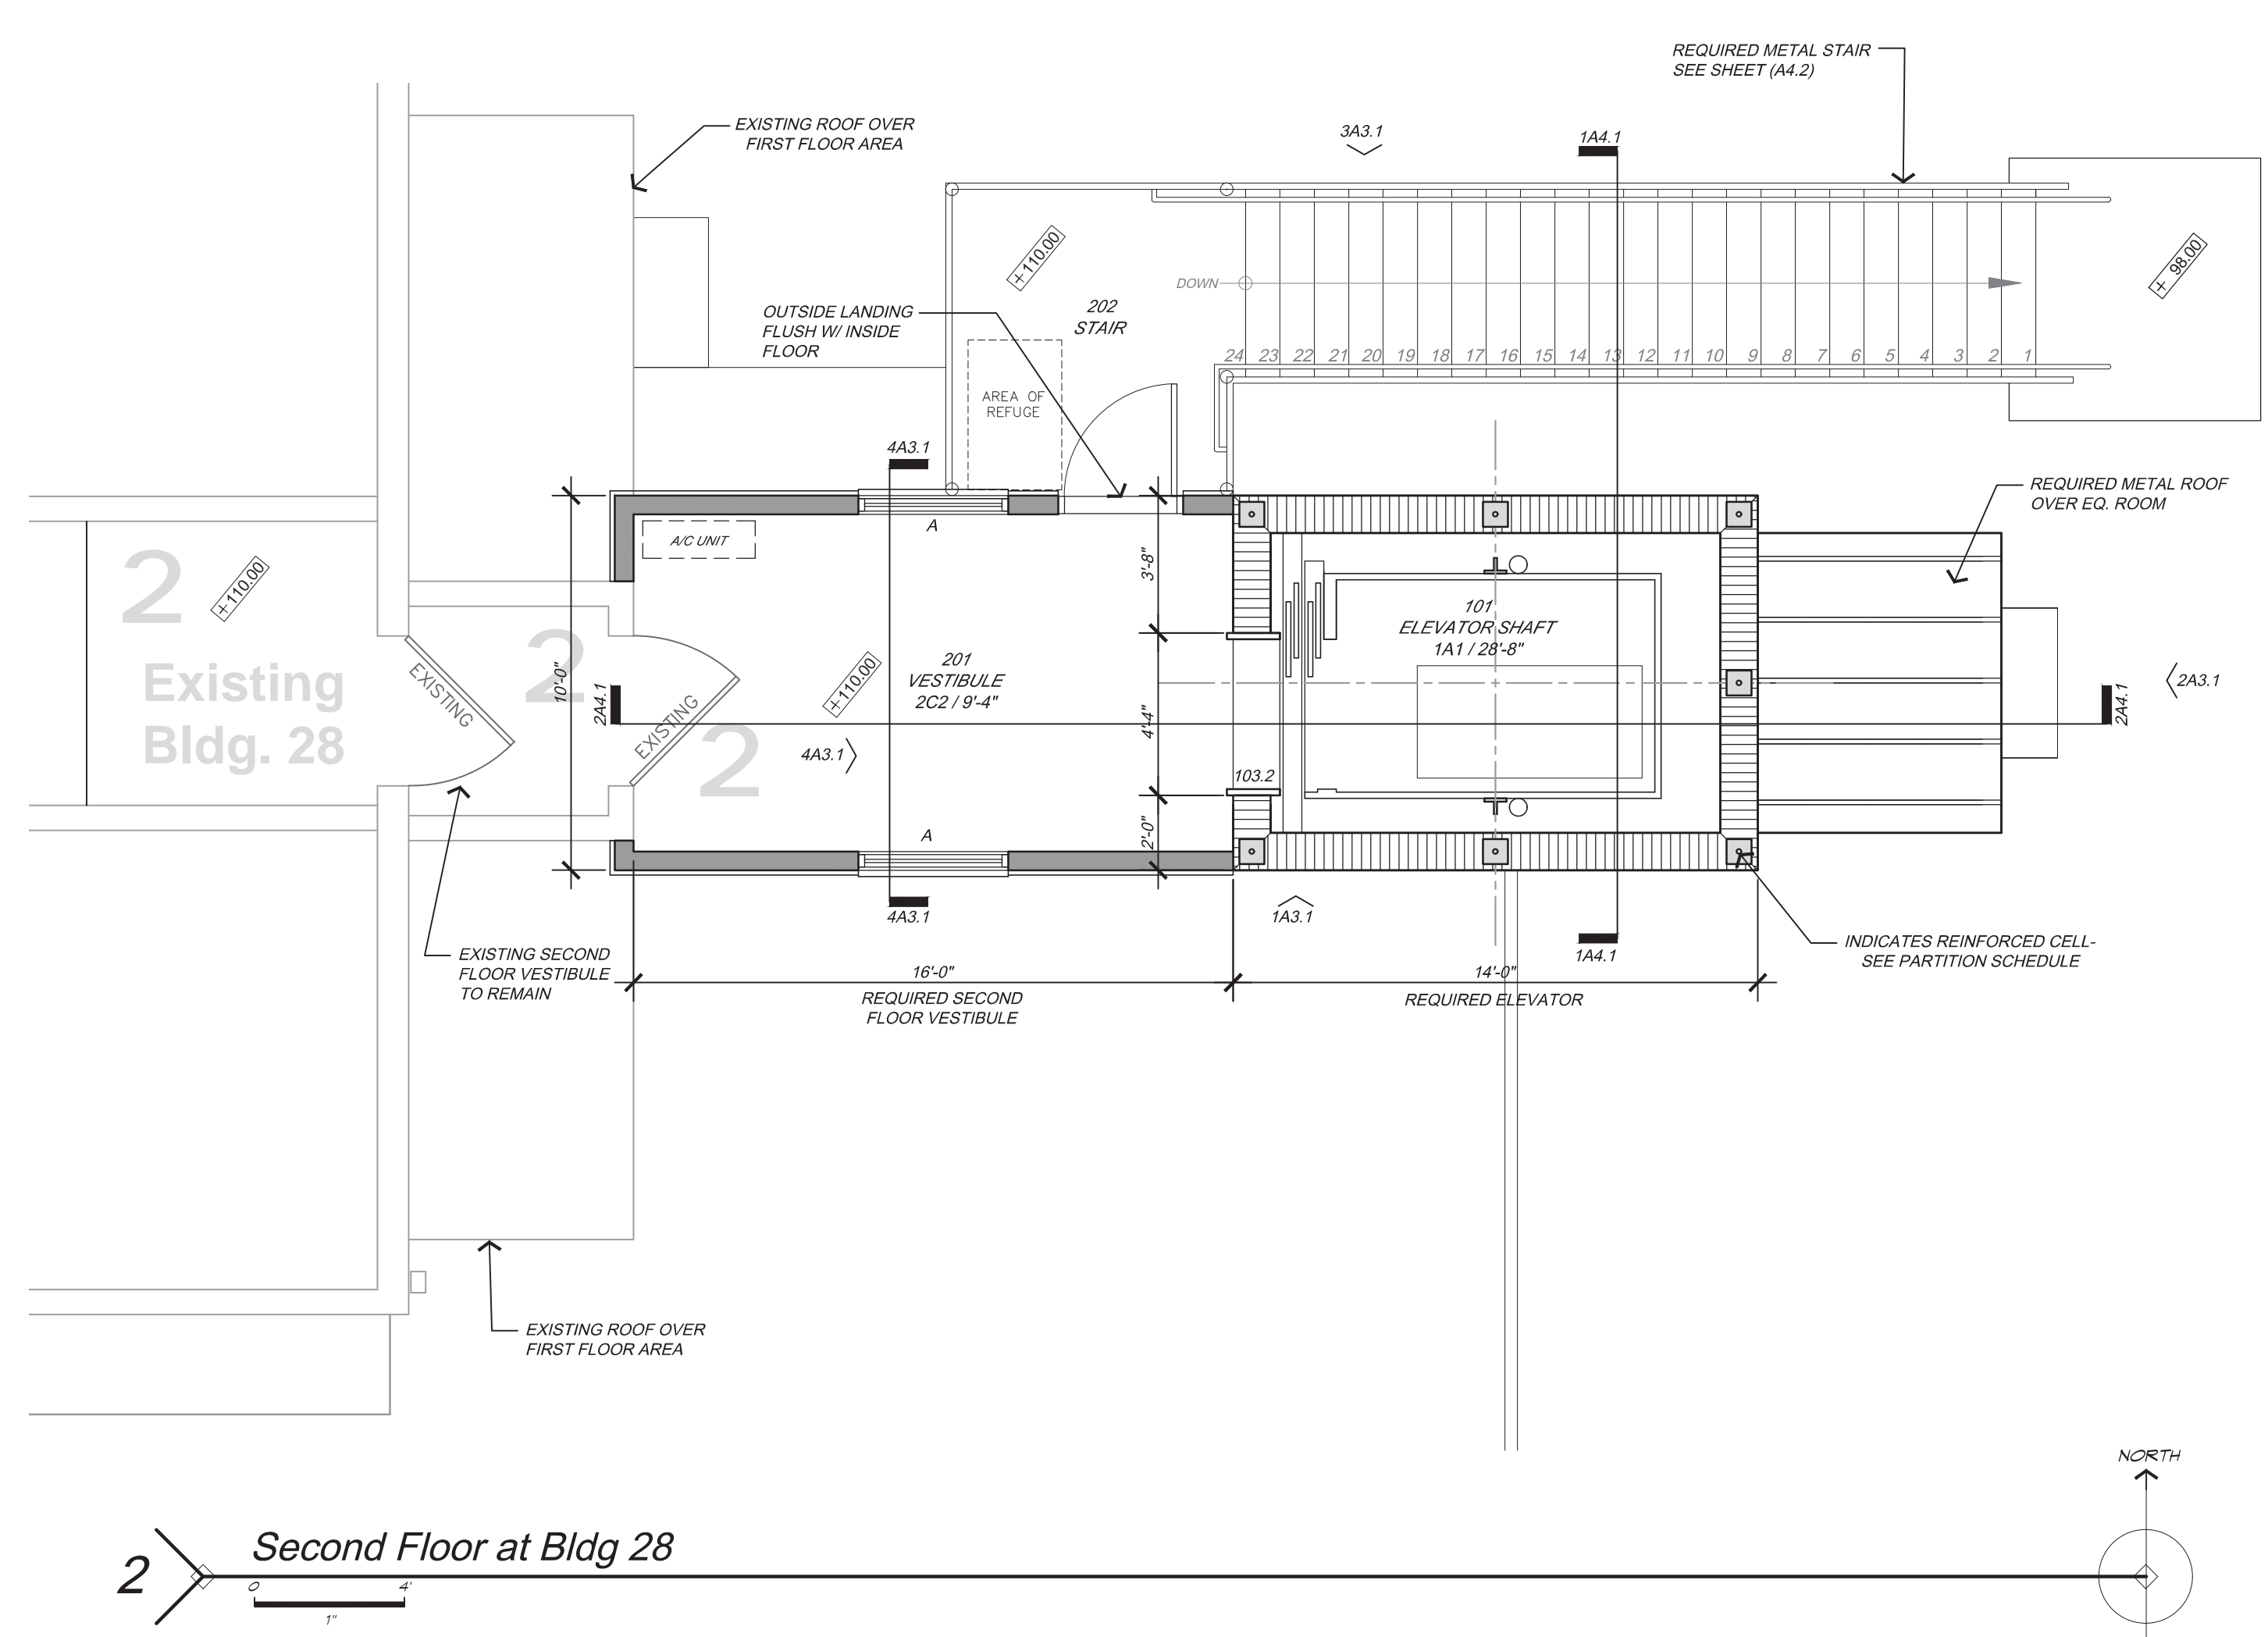 REQUIRED METAL STAIR
SEE SHEET (A4.2)
EXISTING ROOF OVER
FIRST FLOOR AREA
3A3.1
1A4.1
+110.00
+ 98.00
DOWN
202
STAIR
OUTSIDE LANDING
FLUSH W/ INSIDE
FLOOR
24 23 22 21 20 19 18 17 16 15 14 13 12 11 10 9 8 7 6 5 4 3 2 1
AREA OF
REFUGE
4A3.1
REQUIRED METAL ROOF
OVER EQ. ROOM
A
A/C UNIT
3'-8"
2
+110.00
101
ELEVATOR SHAFT
1A1 / 28'-8"
Existing
Bldg. 28
EXISTING
2
10'-0"
2A4.1
EXISTING
2
201
VESTIBULE
2C2 / 9'-4"
+110.00
4A3.1
4'-4"
103.2
2A4.1
2A3.1
A
2'-0"
4A3.1
1A3.1
1A4.1
EXISTING SECOND
FLOOR VESTIBULE
TO REMAIN
INDICATES REINFORCED CELL-
SEE PARTITION SCHEDULE
16'-0"
REQUIRED SECOND
FLOOR VESTIBULE
14'-0"
REQUIRED ELEVATOR
EXISTING ROOF OVER
FIRST FLOOR AREA
NORTH
2
Second Floor at Bldg 28
0 4'
1"